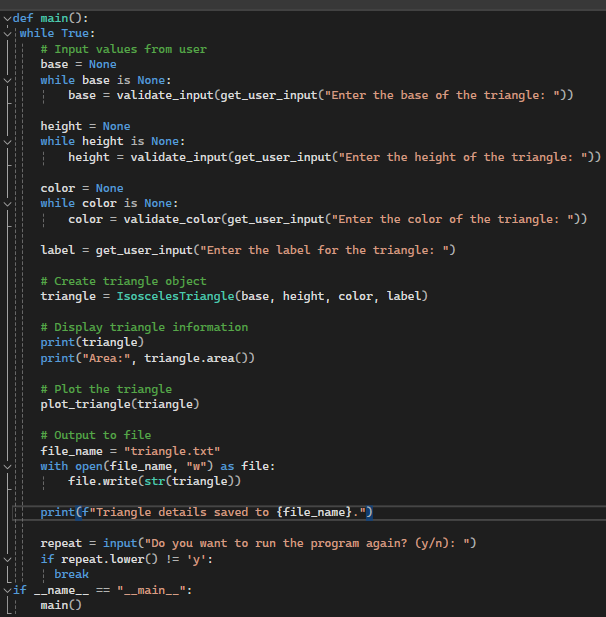 def main():
while True:
# Input values from user
base = None
while base is None:
base = validate_input(get_user_input("Enter the base of the triangle: "))
height = None
while height is None:
height = validate_input(get_user_input("Enter the height of the triangle: "))
color = None
while color is None:
color = validate_color(get_user_input("Enter the color of the triangle: "))
label = get_user_input("Enter the label for the triangle: ")
# Create triangle object
triangle = IsoscelesTriangle(base, height, color, label)
# Display triangle information
print(triangle)
print("Area:", triangle.area())
# Plot the triangle
plot_triangle(triangle)
# Output to file
file_name = "triangle.txt"
with open(file_name, "w") as file:
file.write(str(triangle))
print(f"Triangle details saved to {file_name}.")
repeat = input("Do you want to run the program again? (y/n): ")
if repeat.lower() != 'y':
break
if __name__ == "__main__":
main()